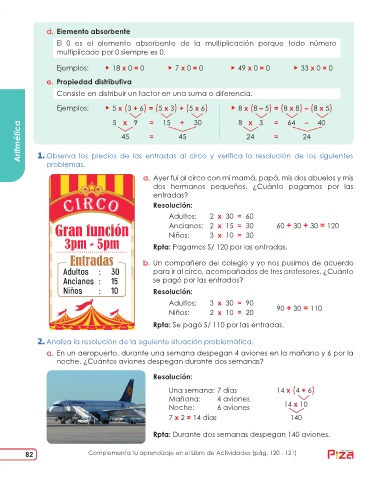 d. Elemento absorbente
El 0 es el elemento absorbente de la multiplicación porque todo número
multiplicado por 0 siempre es 0.
Ejemplos: ▸ 18 x 0 = 0 ▸ 7 x 0 = 0 ▸ 49 x 0 = 0 ▸ 33 x 0 = 0
e. Propiedad distributiva
Consiste en distribuir un factor en una suma o diferencia.
Ejemplos: ▸ 5 x (3 + 6) = (5 x 3) + (5 x 6) ▸ 8 x (8 – 5) = (8 x 8) – (8 x 5)
5 x 9 = 15 + 30 8 x 3 = 64 – 40
45 = 45 24 = 24
Aritmética
1. Observa los precios de las entradas al circo y verifica la resolución de los siguientes
problemas.
CIRCO
Gran función
3pm - 5pm
Entradas
Adultos : 30
Ancianos : 15
Niños : 10
a. Ayer fui al circo con mi mamá, papá, mis dos abuelos y mis
dos hermanos pequeños. ¿Cuánto pagamos por las
entradas?
Resolución:
Adultos: 2 x 30 = 60
Ancianos: 2 x 15 = 30 60 + 30 + 30 = 120
Niños: 3 x 10 = 30
Rpta: Pagamos S/ 120 por las entradas.
b. Un compañero del colegio y yo nos pusimos de acuerdo
para ir al circo, acompañados de tres profesores. ¿Cuánto
se pagó por las entradas?
Resolución:
Adultos: 3 x 30 = 90
Niños: 2 x 10 = 20 90 + 30 = 110
Rpta: Se pagó S/ 110 por las entradas.
2. Analiza la resolución de la siguiente situación problemática.
a. En un aeropuerto, durante una semana despegan 4 aviones en la mañana y 6 por la
noche. ¿Cuántos aviones despegan durante dos semanas?
Resolución:
Una semana: 7 días 14 x (4 + 6)
Mañana: 4 aviones
Noche: 6 aviones 14 x 10
7 x 2 = 14 días 140
Rpta: Durante dos semanas despegan 140 aviones.
82 Complementa tu aprendizaje en el Libro de Actividades (pág. 120 - 121)